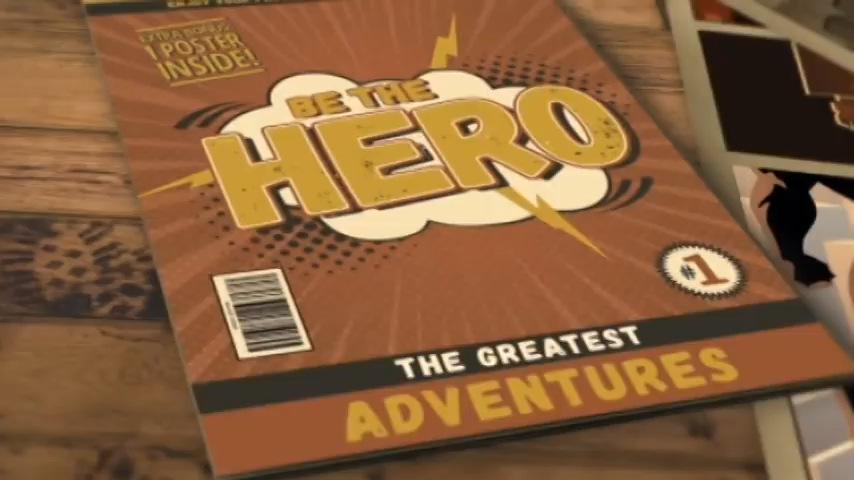 EXTRA BONUS
1 POSTER
INSIDE!
BE THE
HERO
#1
THE GREATEST
ADVENTURES